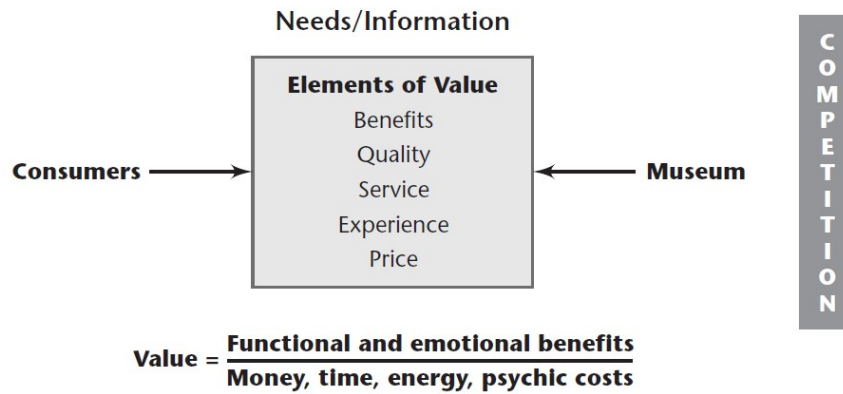 Needs/Information
Elements of Value
Benefits
Quality
Service
Experience
Price
Consumers
Museum
COMPETITION
Value = Functional and emotional benefits
Money, time, energy, psychic costs